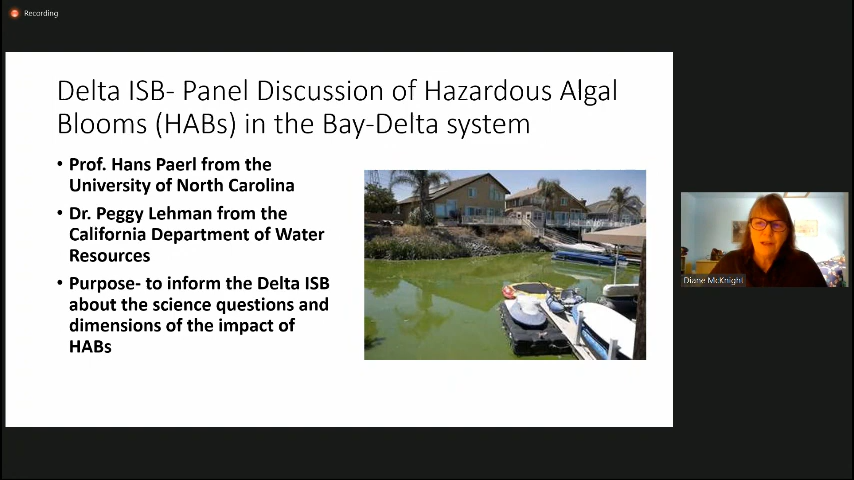 Recording
Delta ISB- Panel Discussion of Hazardous Algal
Blooms (HABs) in the Bay-Delta system
• Prof. Hans Paerl from the
University of North Carolina
• Dr. Peggy Lehman from the
California Department of Water
Resources
• Purpose- to inform the Delta ISB
about the science questions and
dimensions of the impact of
HABs
Diane McKnight